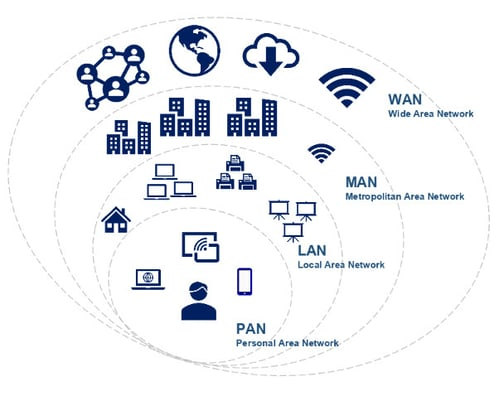 WAN
Wide Area Network
MAN
Metropolitan Area Network
LAN
Local Area Network
PAN
Personal Area Network